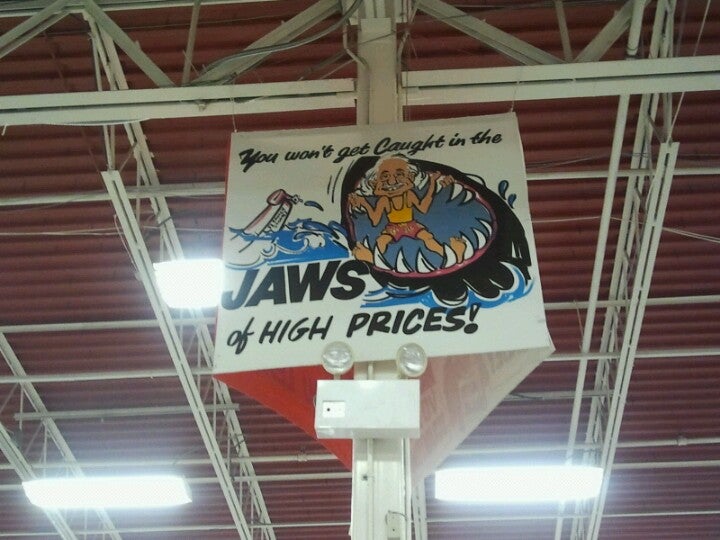 You won't get Caught in the
JAWS
of HIGH PRICES!